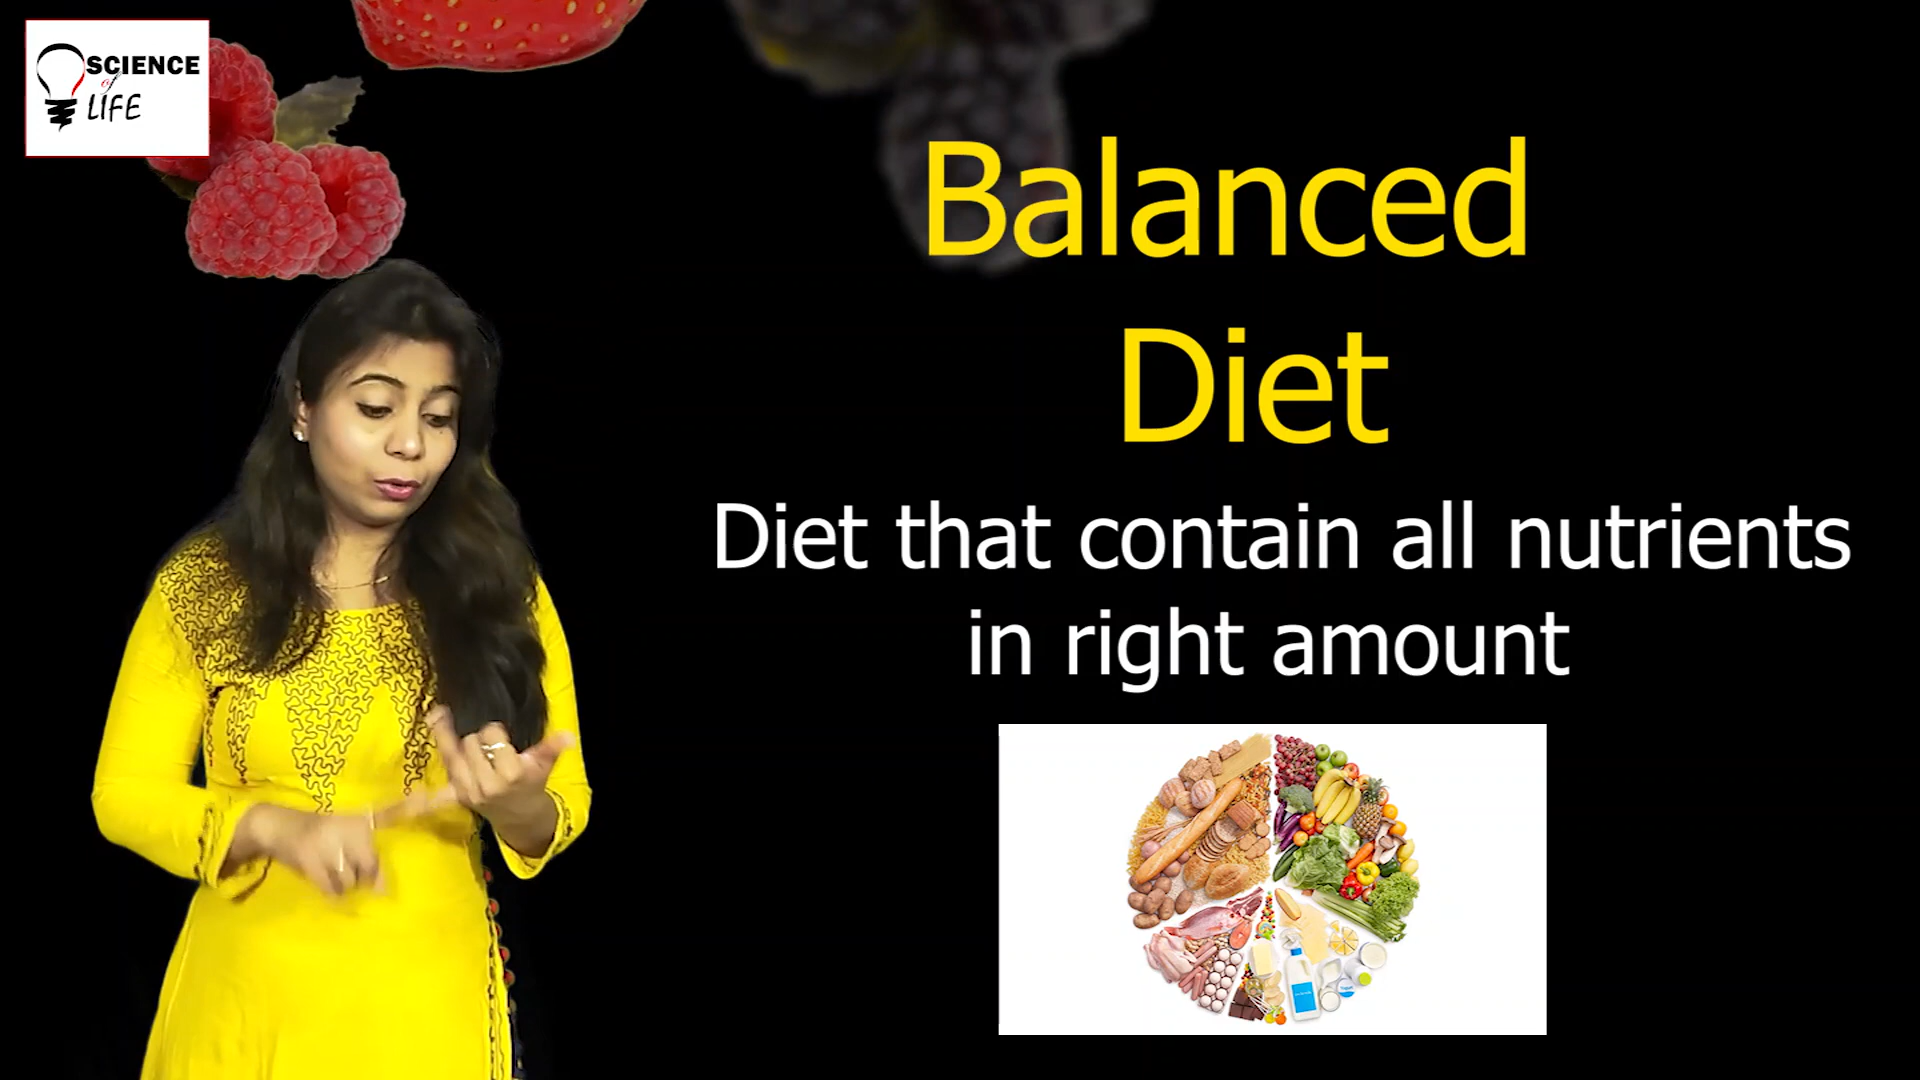 SCIENCE
of
LIFE
Balanced
Diet
Diet that contain all nutrients
in right amount